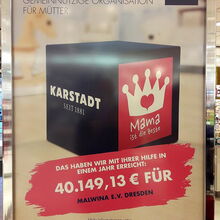 GEMEINNÜTZIGE ORGANISATION
FÜR MÜTTER
KARSTADT
SEIT 1881
Mama
ist die Beste
DAS HABEN WIR MIT IHRER HILFE IN
EINEM JAHR ERREICHT:
40.149,13 € FÜR
MALWINA E.V. DRESDEN